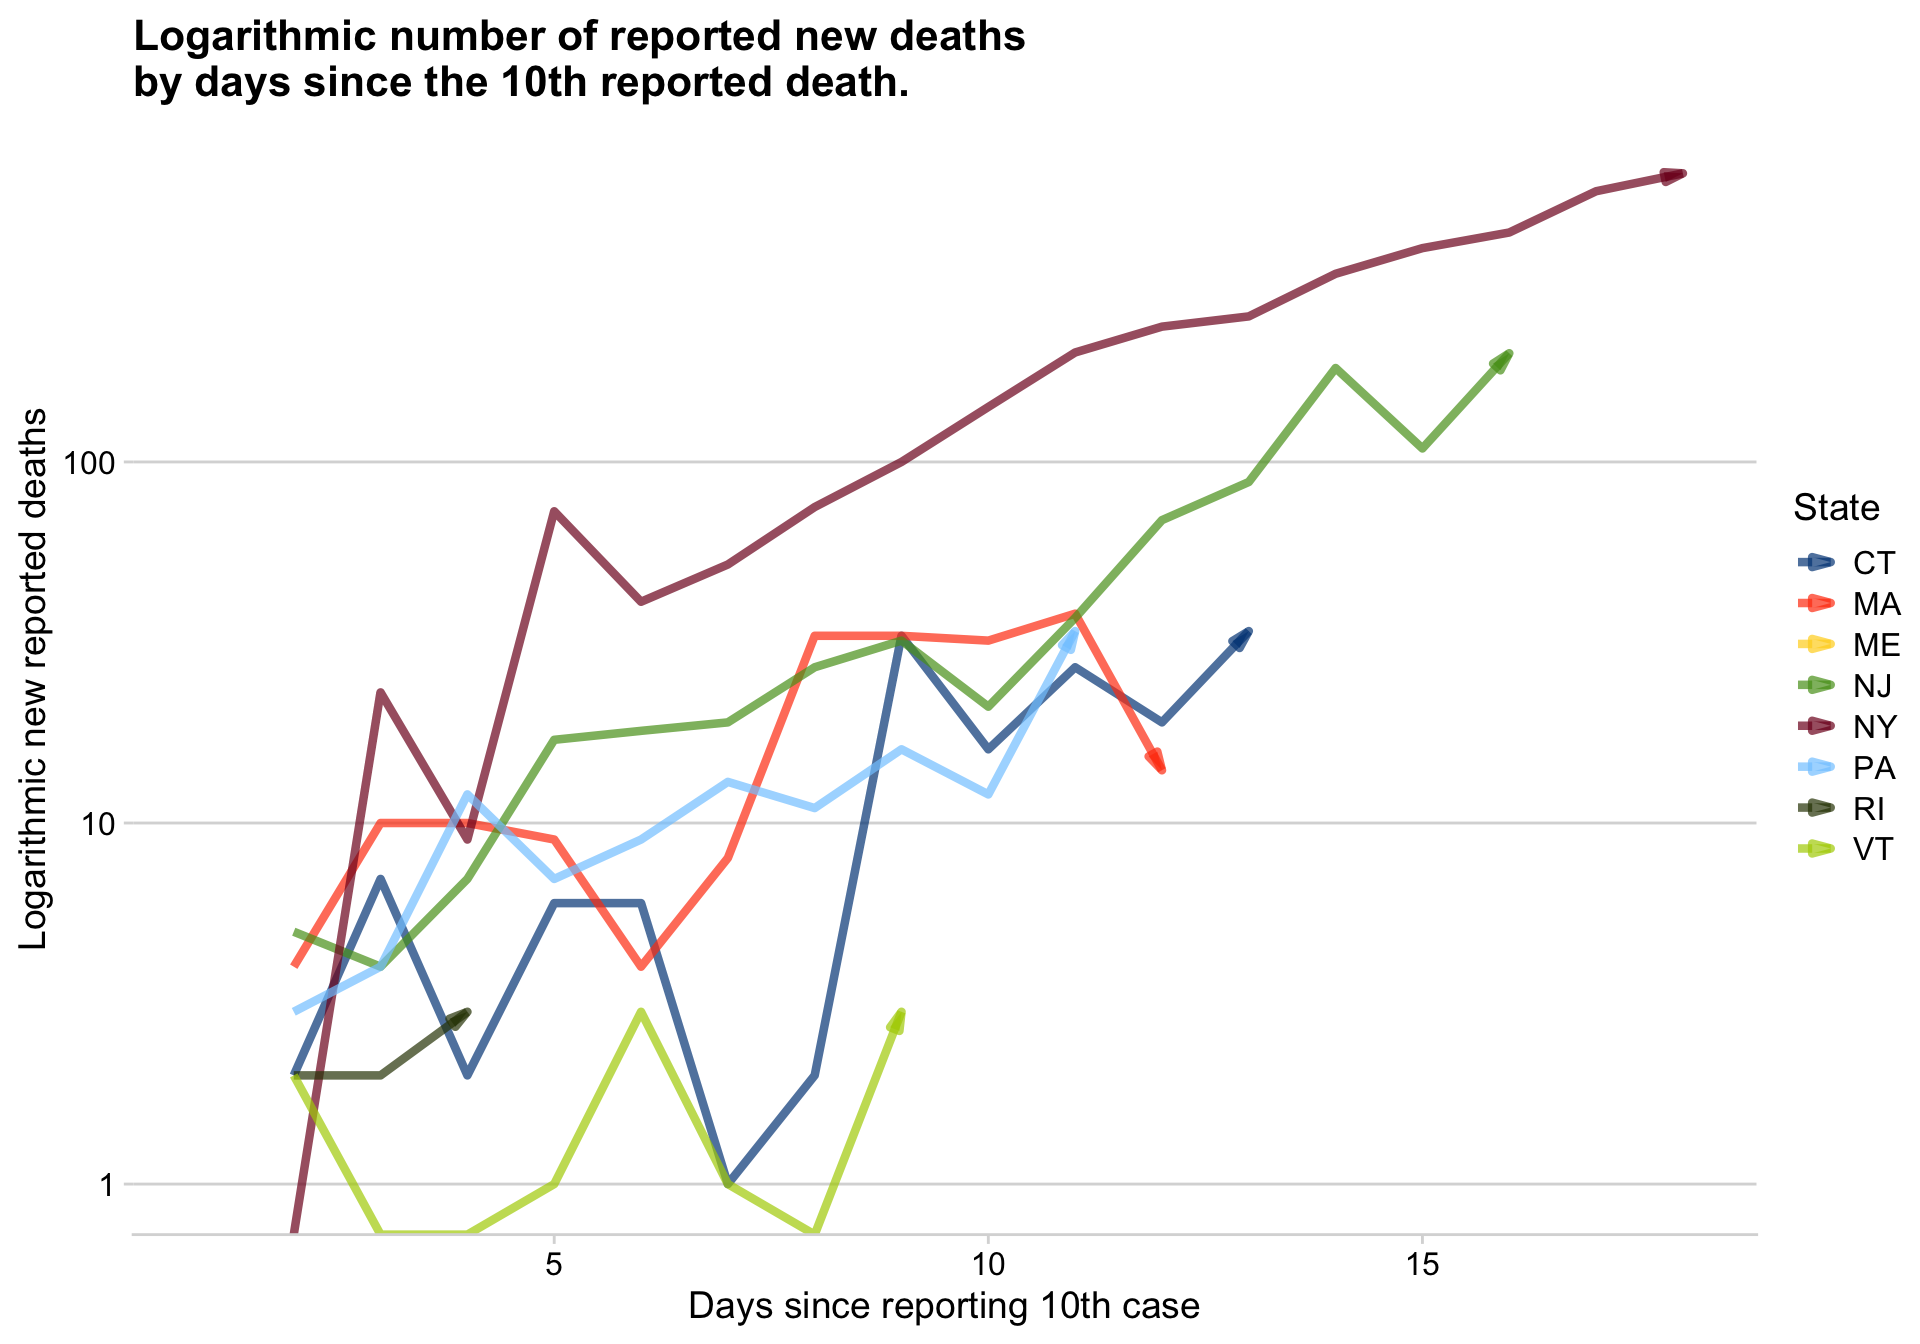 Logarithmic number of reported new deaths
by days since the 10th reported death.
Logarithmic new reported deaths
100
10
1
5
10
15
Days since reporting 10th case
State
CT
MA
ME
NJ
NY
PA
RI
VT